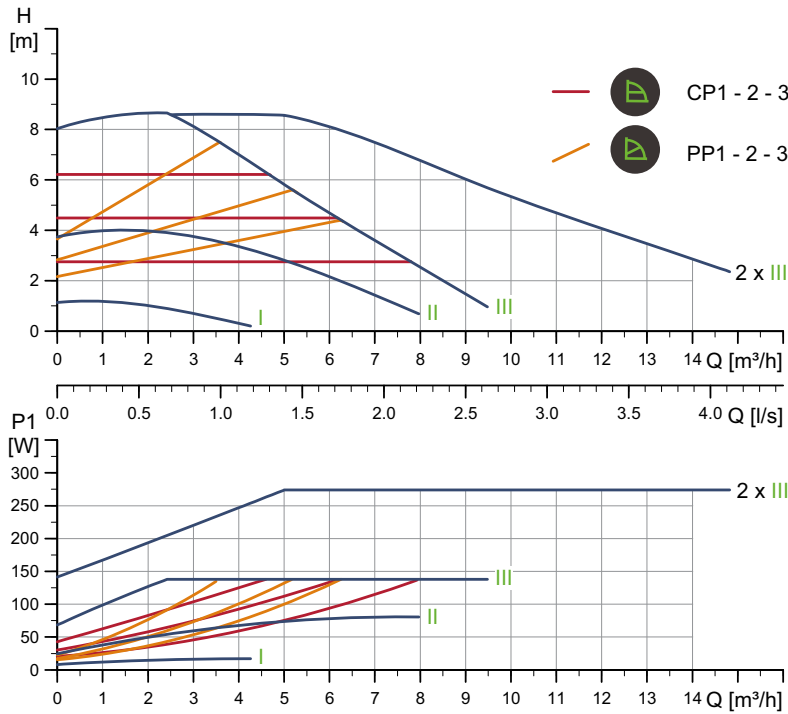 H
[m]
10
8
6
4
2
0
CP1 - 2 - 3
PP1 - 2 - 3
2 x III
III
II
I
0 1 2 3 4 5 6 7 8 9 10 11 12 13 14 Q [m³/h]
0.0 0.5 1.0 1.5 2.0 2.5 3.0 3.5 4.0 Q [l/s]
P1
[W]
300
250
200
150
100
50
0
2 x III
III
II
I
0 1 2 3 4 5 6 7 8 9 10 11 12 13 14 Q [m³/h]